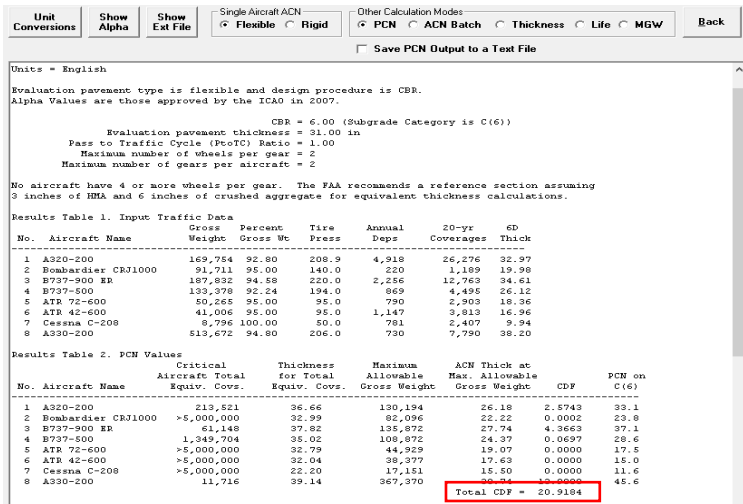 Unit Conversions
Show Alpha
Show Ext File
Single Aircraft ACN
Flexible Rigid
Other Calculation Modes
PCN ACN Batch Thickness Life MGW
Back
Save PCN Output to a Text File
Units = English
Evaluation pavement type is flexible and design procedure is CBR.
Alpha Values are those approved by the ICAO in 2007.
CBR = 6.00 (Subgrade Category is C(6))
Evaluation pavement thickness = 31.00 in
Pass to Traffic Cycle (PtoTC) Ratio = 1.00
Maximum number of wheels per gear = 2
Maximum number of gears per aircraft = 2
No aircraft have 4 or more wheels per gear. The FAA recommends a reference section assuming
3 inches of HMA and 6 inches of crushed aggregate for equivalent thickness calculations.
Results Table 1. Input Traffic Data
Gross Percent Tire Annual 20-yr 6D
No. Aircraft Name Weight Gross Wt Press Deps Coverages Thick
1 A320-200 169,754 92.80 208.9 4,918 26,276 32.97
2 Bombardier CRJ1000 91,711 95.00 140.0 220 1,189 19.98
3 B737-900 ER 187,832 94.58 220.0 2,256 12,763 34.61
4 B737-500 133,378 92.24 194.0 869 4,495 26.12
5 ATR 72-600 50,265 95.00 95.0 790 2,903 18.36
6 ATR 42-600 41,006 95.00 95.0 1,147 3,813 16.96
7 Cessna C-208 8,796 100.00 50.0 781 2,407 9.94
8 A330-200 513,672 94.80 206.0 730 7,790 38.20
Results Table 2. PCN Values
Critical Thickness Maximum ACN Thick at
Aircraft Total for Total Allowable Max. Allowable PCN on
No. Aircraft Name Equiv. Covs. Equiv. Covs. Gross Weight Gross Weight CDF C(6)
1 A320-200 213,521 36.66 130,194 26.18 2.5743 33.1
2 Bombardier CRJ1000 >5,000,000 32.99 82,096 22.22 0.0002 23.8
3 B737-900 ER 61,148 37.82 135,872 27.74 4.3663 37.1
4 B737-500 1,349,704 35.02 108,872 24.37 0.0697 28.6
5 ATR 72-600 >5,000,000 32.79 44,929 19.07 0.0000 17.5
6 ATR 42-600 >5,000,000 32.04 38,377 17.63 0.0000 15.0
7 Cessna C-208 >5,000,000 22.20 17,151 15.50 0.0000 11.6
8 A330-200 11,716 39.14 367,370 45.6
Total CDF = 20.9184